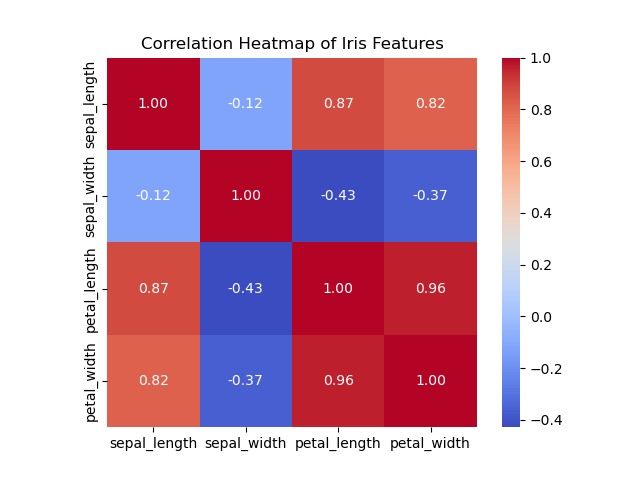 Correlation Heatmap of Iris Features
sepal_length
1.00
-0.12
0.87
0.82
sepal_width
-0.12
1.00
-0.43
-0.37
petal_length
0.87
-0.43
1.00
0.96
petal_width
0.82
-0.37
0.96
1.00
sepal_length
sepal_width
petal_length
petal_width
1.0
0.8
0.6
0.4
0.2
0.0
−0.2
−0.4